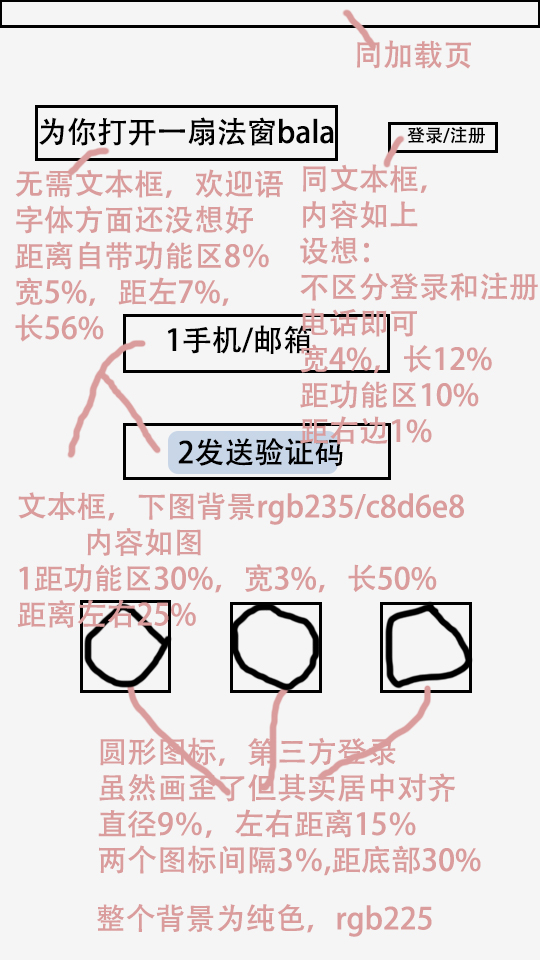 同加载页
为你打开一扇法窗bala
登录/注册
无需文本框，欢迎语
字体方面还没想好
距离自带功能区8%
宽5%，距左7%，
长56%
同文本框，
内容如上
设想：
不区分登录和注册
电话即可
宽4%，长12%
距功能区10%
距右边1%
1手机/邮箱
2发送验证码
文本框，下图背景rgb235/c8d6e8
内容如图
1距功能区30%，宽3%，长50%
距离左右25%
圆形图标，第三方登录
虽然画歪了但其实居中对齐
直径9%，左右距离15%
两个图标间隔3%,距底部30%
整个背景为纯色，rgb225